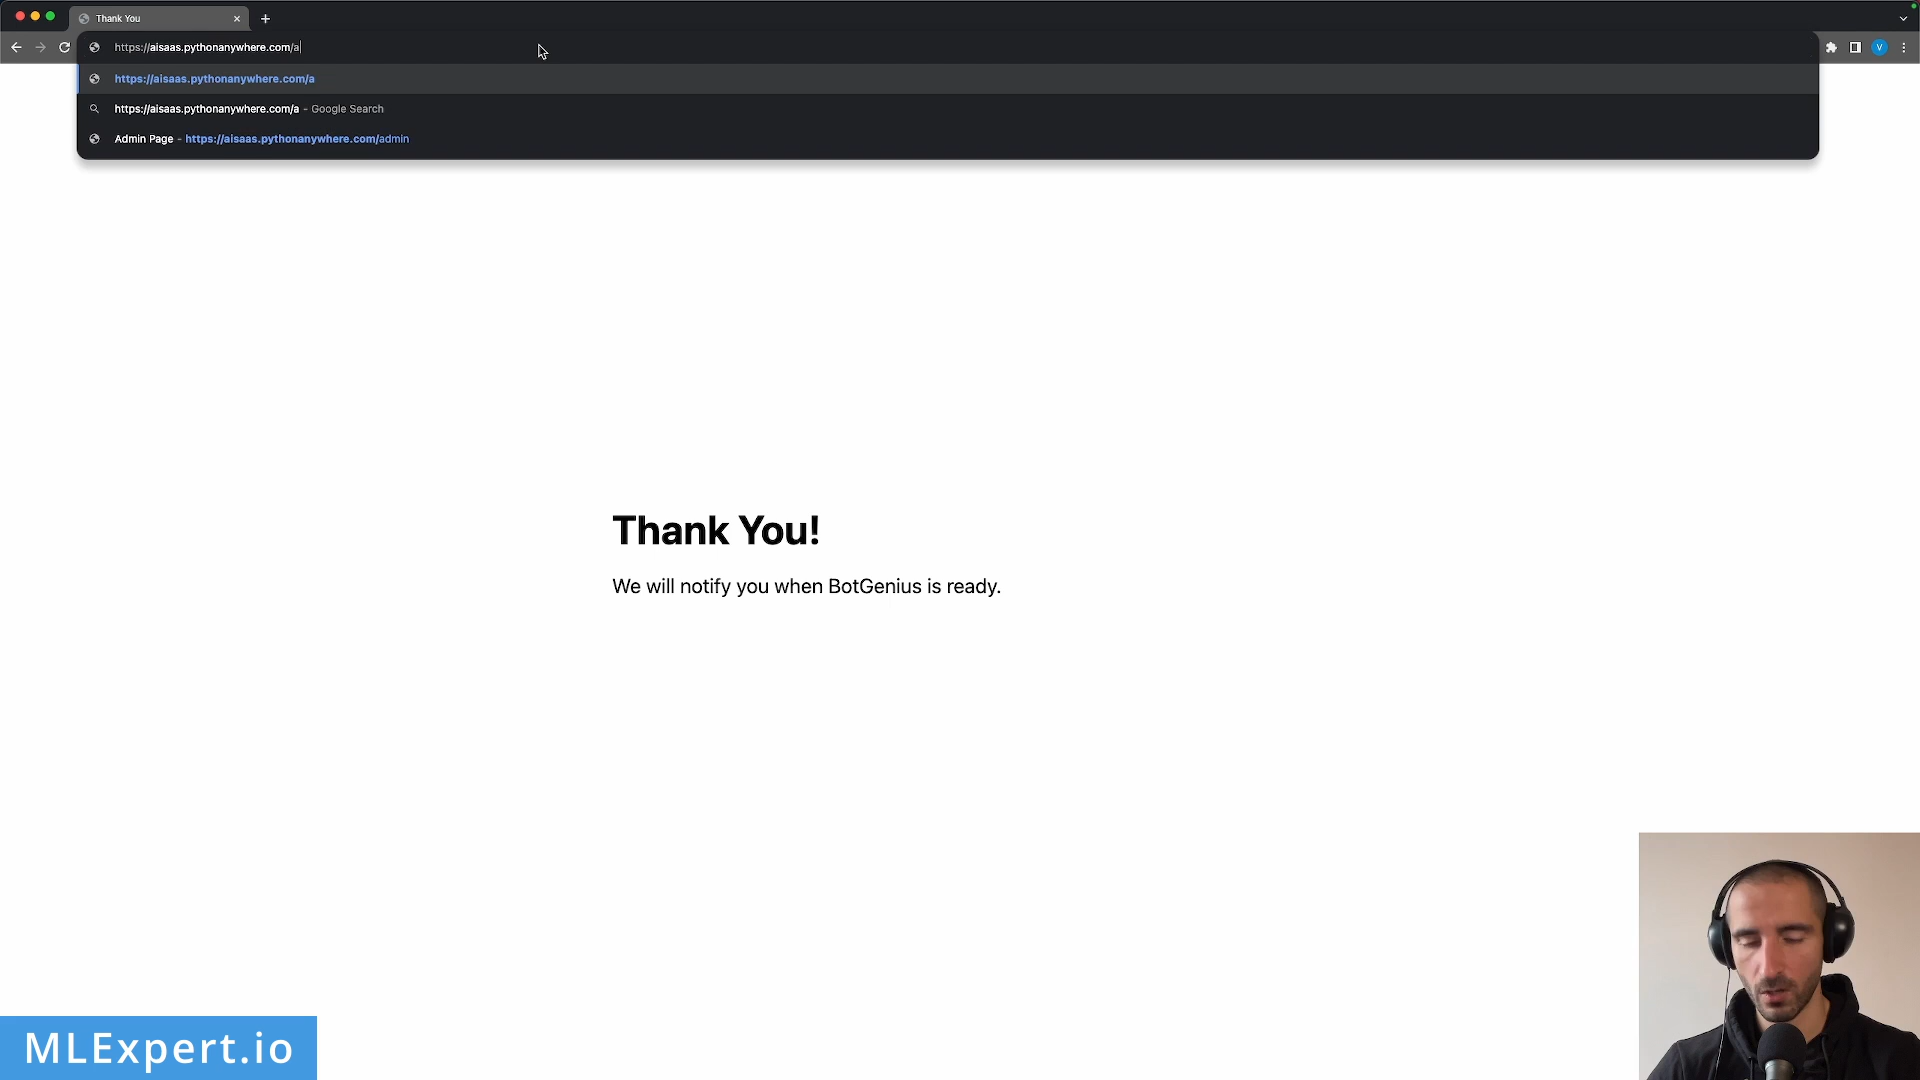 Thank You
https://aisaas.pythonanywhere.com/a
V
https://aisaas.pythonanywhere.com/a
https://aisaas.pythonanywhere.com/a - Google Search
Admin Page - https://aisaas.pythonanywhere.com/admin
Thank You!
We will notify you when BotGenius is ready.
MLExpert.io